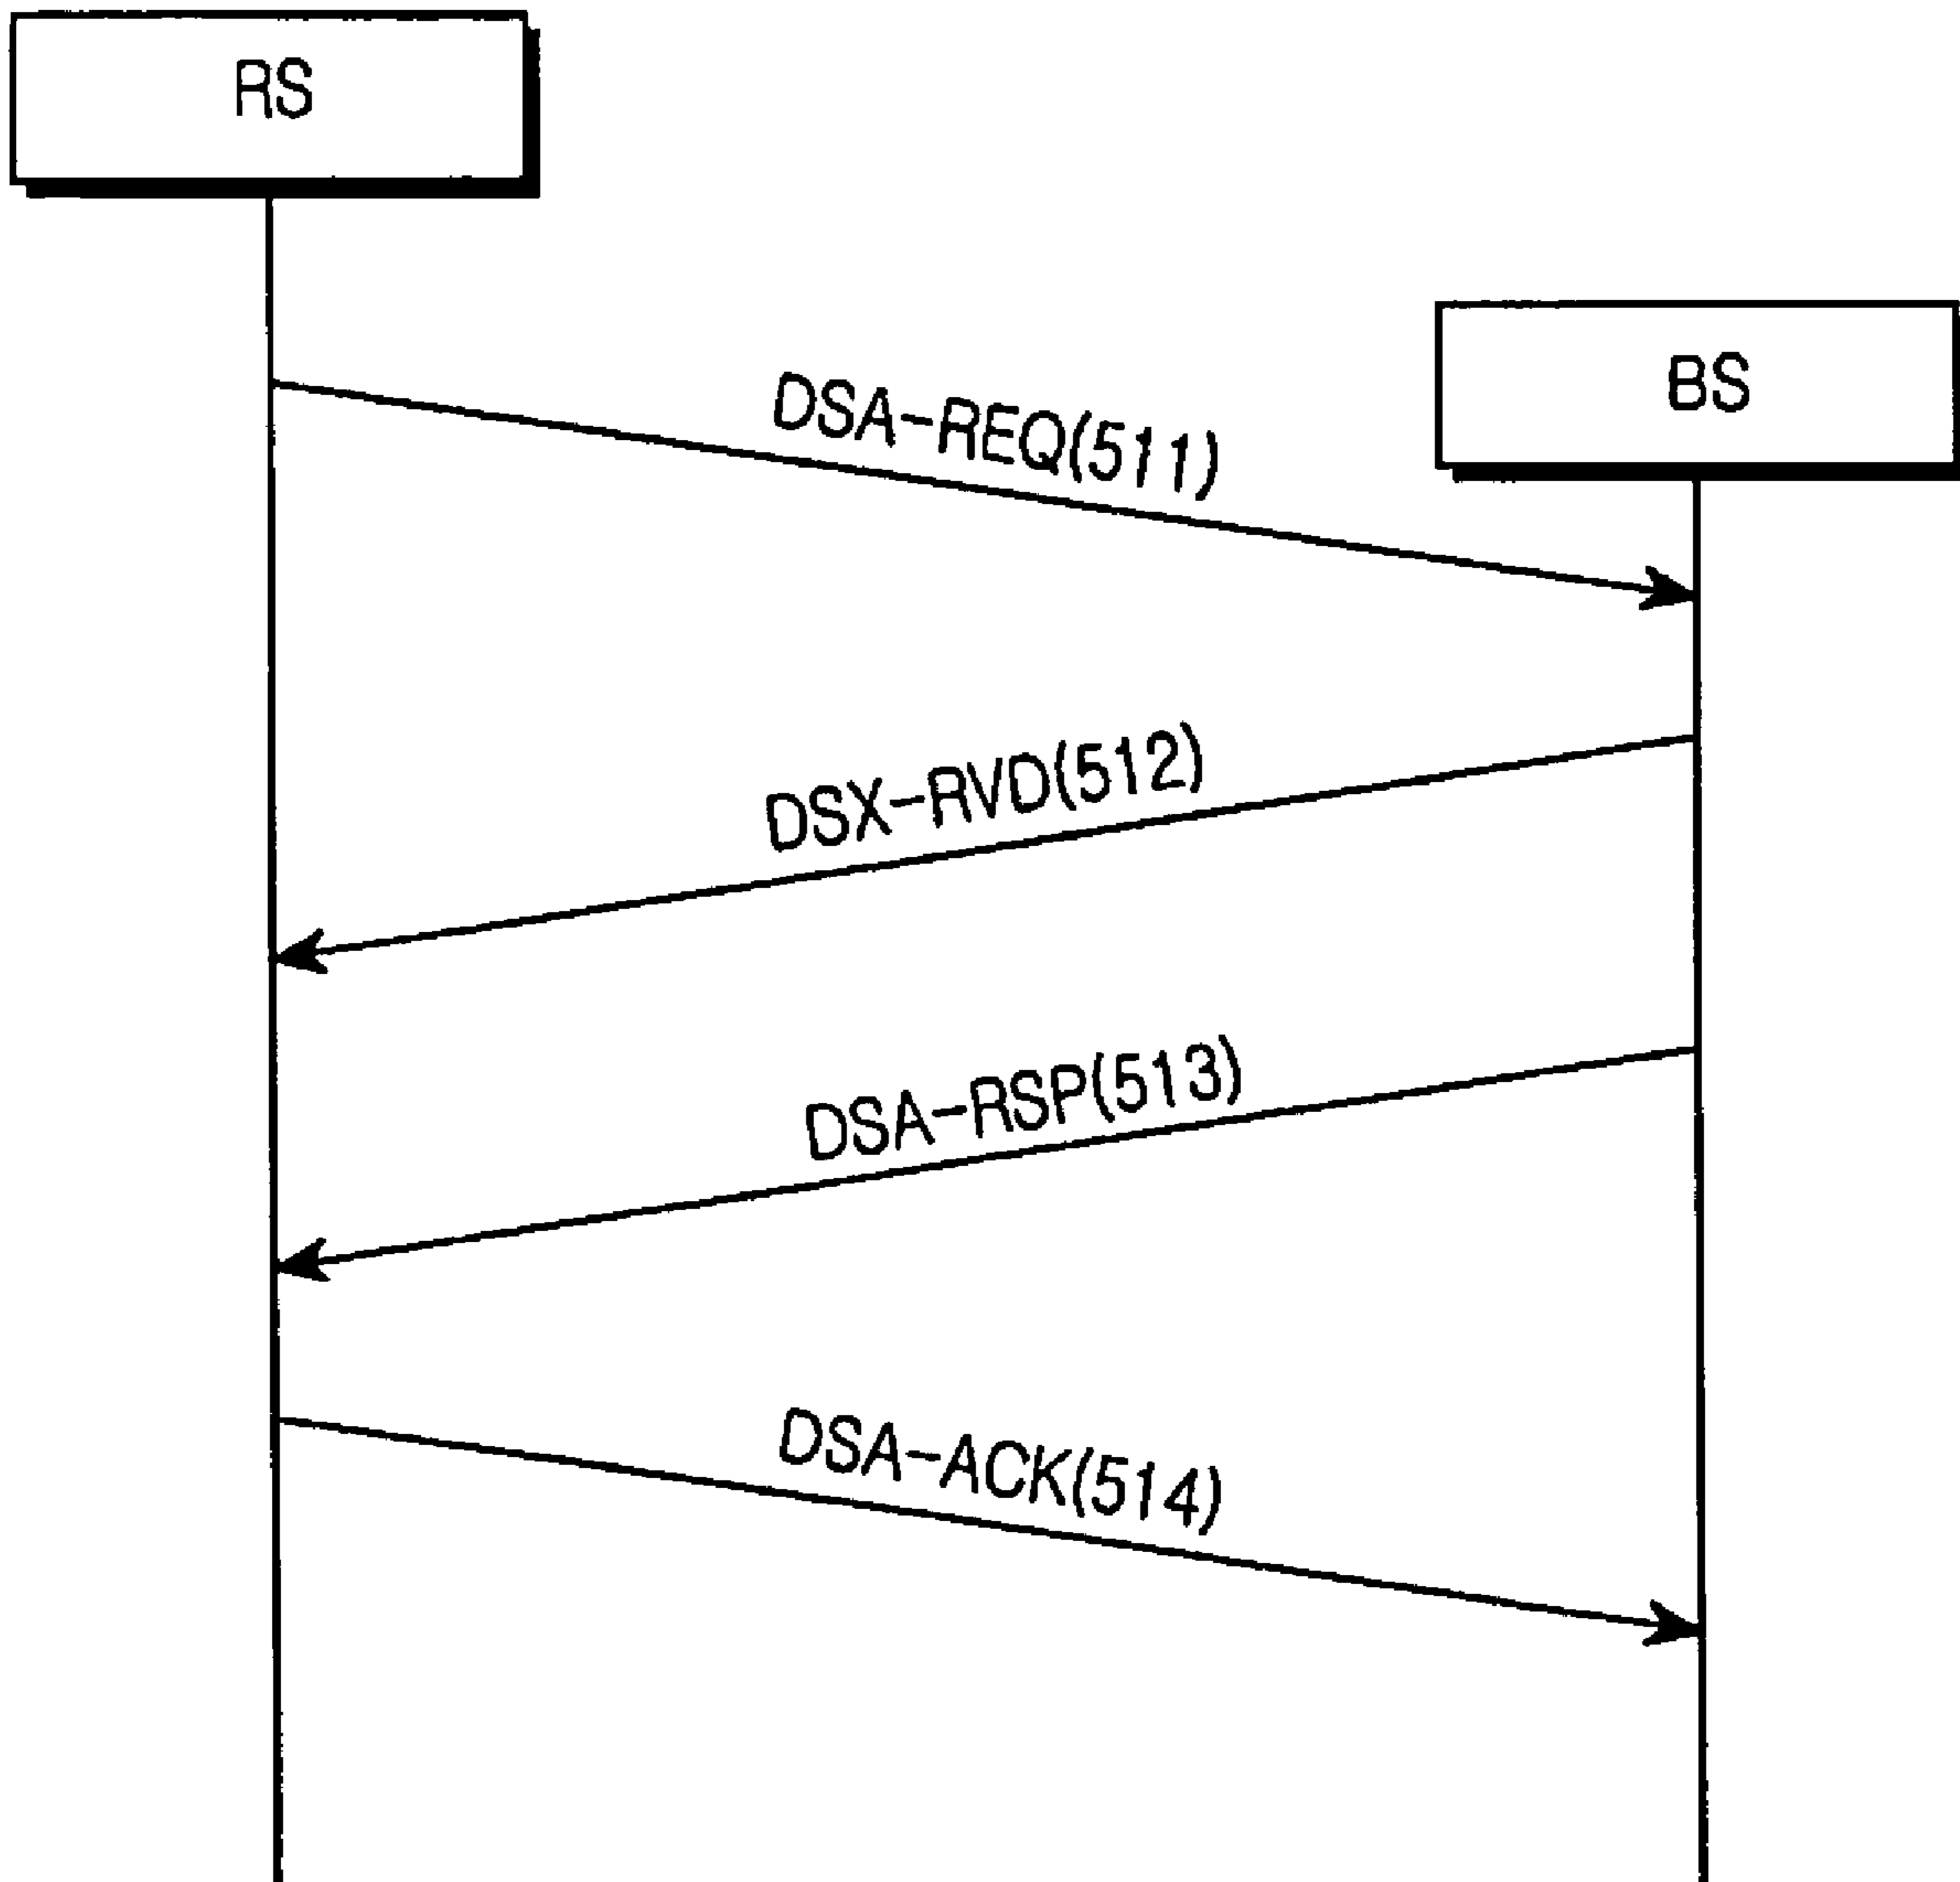 RS
BS
DSA-REQ(511)
DSX-RVD(512)
DSA-RSP(513)
DSA-ACK(514)